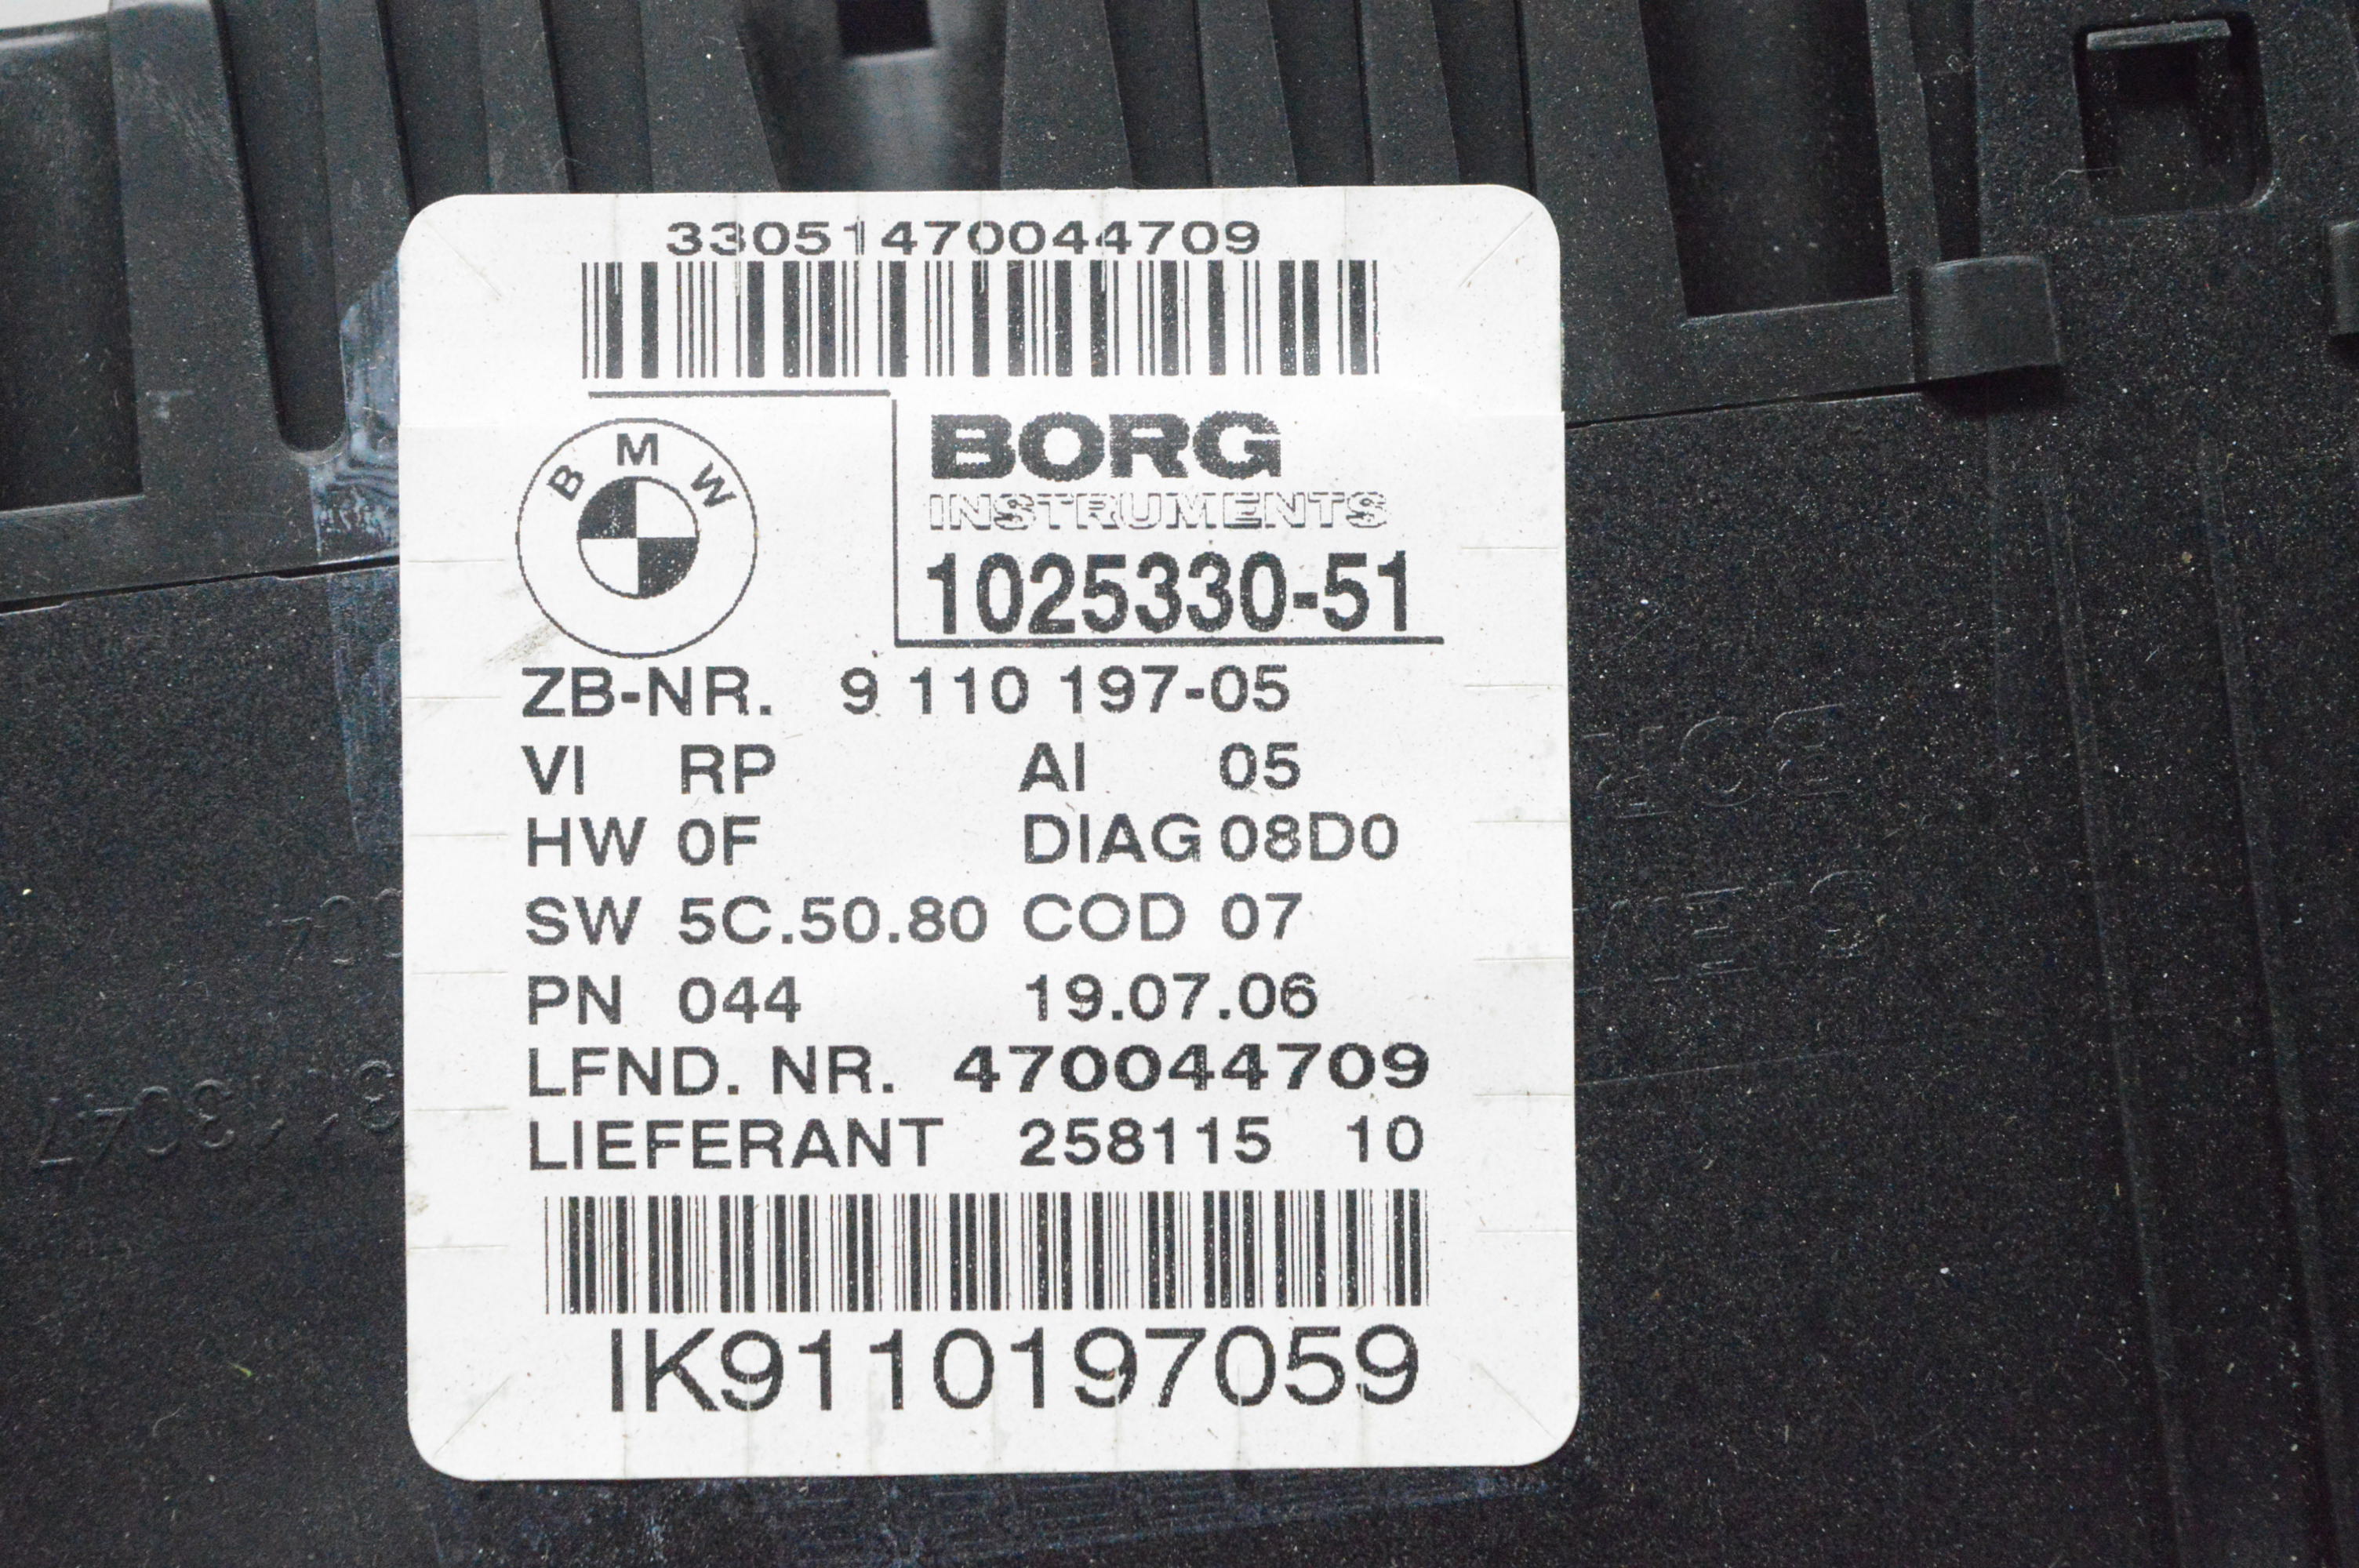 33051470044709
B M W
BORG
INSTRUMENTS
1025330-51
ZB-NR. 9 110 197-05
VI RP AI 05
HW 0F DIAG 08D0
SW 5C.50.80 COD 07
PN 044 19.07.06
LFND. NR. 470044709
LIEFERANT 258115 10
IK9110197059